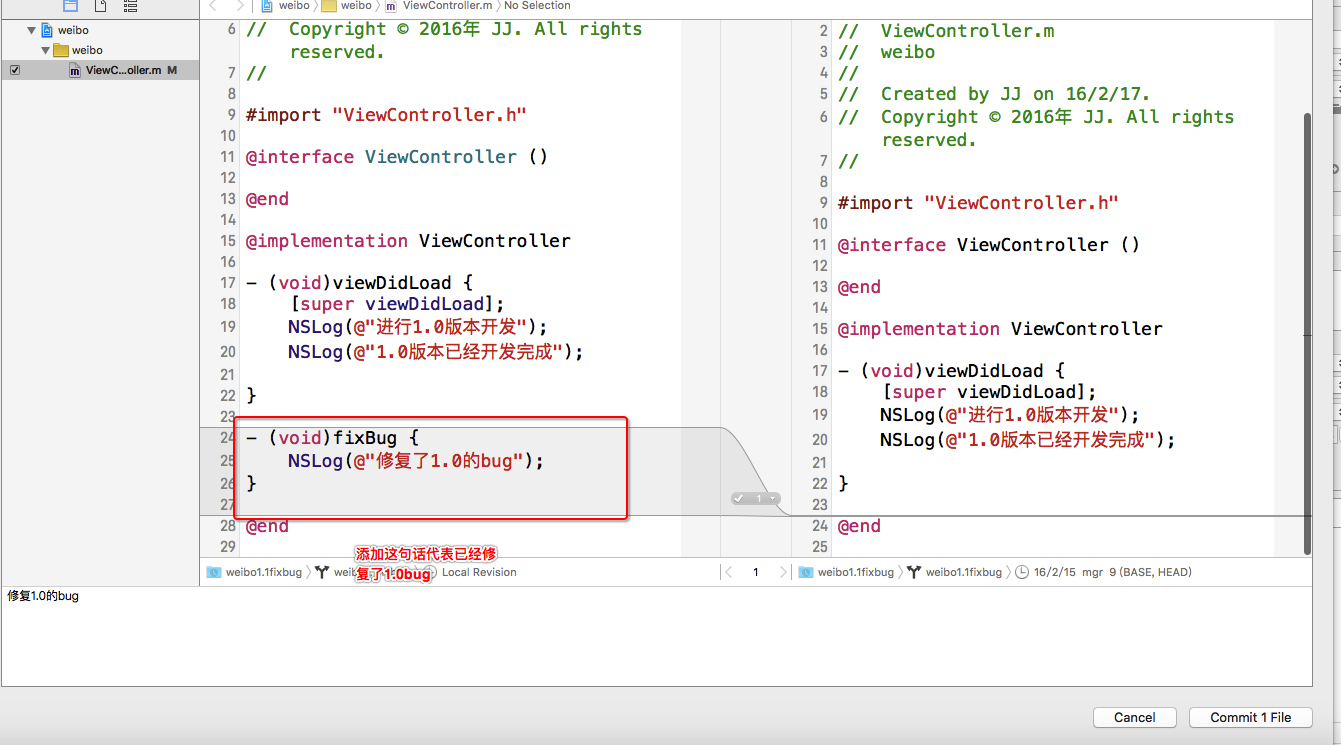 weibo 〉 weibo 〉 ViewController.m 〉 No Selection
weibo
weibo
ViewC...oller.m M
6 //  Copyright © 2016年 JJ. All rights
reserved.
7 //
8
9 #import "ViewController.h"
10
11 @interface ViewController ()
12
13 @end
14
15 @implementation ViewController
16
17 - (void)viewDidLoad {
18     [super viewDidLoad];
19     NSLog(@"进行1.0版本开发");
20     NSLog(@"1.0版本已经开发完成");
21
22 }
23
24 - (void)fixBug {
25     NSLog(@"修复了1.0的bug");
26 }
27
28 @end
29
添加这句话代表已经修
复了1.0bug
1
2 //  ViewController.m
3 //  weibo
4 //
5 //  Created by JJ on 16/2/17.
6 //  Copyright © 2016年 JJ. All rights
reserved.
7 //
8
9 #import "ViewController.h"
10
11 @interface ViewController ()
12
13 @end
14
15 @implementation ViewController
16
17 - (void)viewDidLoad {
18     [super viewDidLoad];
19     NSLog(@"进行1.0版本开发");
20     NSLog(@"1.0版本已经开发完成");
21
22 }
23
24 @end
25
weibo1.1fixbug 〉 Local Revision
1
weibo1.1fixbug 〉 weibo1.1fixbug 〉 16/2/15 mgr 9 (BASE, HEAD)
修复1.0的bug
Cancel
Commit 1 File